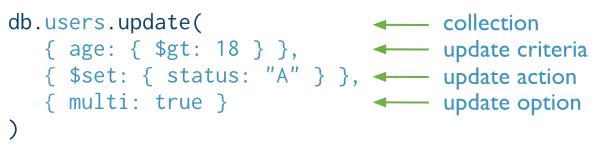 db.users.update( collection
{ age: { $gt: 18 } }, update criteria
{ $set: { status: "A" } }, update action
{ multi: true } update option
)